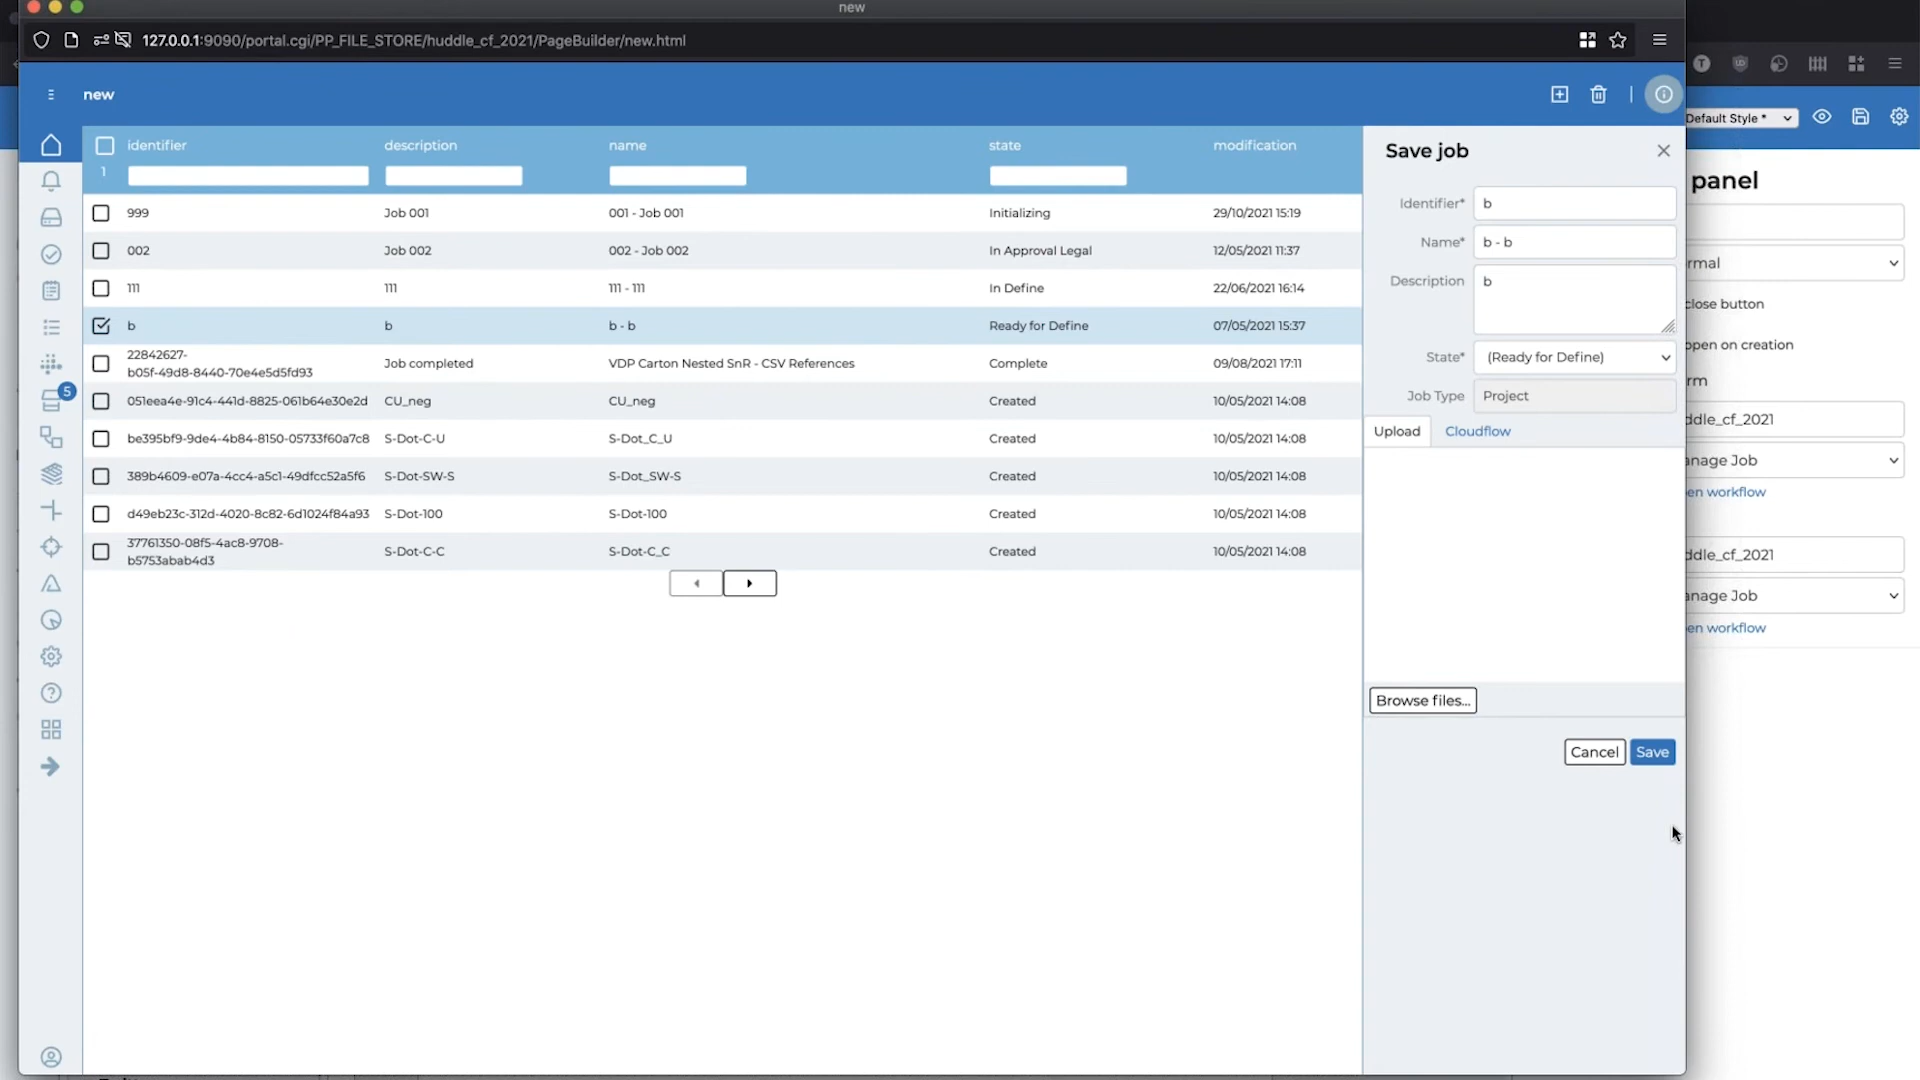 new
127.0.0.1:9090/portal.cgi/PP_FILE_STORE/huddle_cf_2021/PageBuilder/new.html
new
identifier description name state modification
1
999 Job 001 001 - Job 001 Initializing 29/10/2021 15:19
002 Job 002 002 - Job 002 In Approval Legal 12/05/2021 11:37
111 111 111 - 111 In Define 22/06/2021 16:14
b b b - b Ready for Define 07/05/2021 15:37
22842627-
b05f-49d8-8440-70e4e5d5fd93 Job completed VDP Carton Nested SnR - CSV References Complete 09/08/2021 17:11
051eea4e-91c4-441d-8825-061b64e30e2d CU_neg CU_neg Created 10/05/2021 14:08
be395bf9-9de4-4b84-8150-05733f60a7c8 S-Dot-C-U S-Dot_C_U Created 10/05/2021 14:08
389b4609-e07a-4cc4-a5c1-49dfcc52a5f6 S-Dot-SW-S S-Dot_SW-S Created 10/05/2021 14:08
d49eb23c-312d-4020-8c82-6d1024f84a93 S-Dot-100 S-Dot-100 Created 10/05/2021 14:08
37761350-08f5-4ac8-9708-
b5753abab4d3 S-Dot-C-C S-Dot-C_C Created 10/05/2021 14:08
5
Save job
Identifier* b
Name* b - b
Description b
State* (Ready for Define)
Job Type Project
Upload Cloudflow
Browse files...
Cancel Save
Default Style *
panel
rmal
close button
open on creation
rm
ddle_cf_2021
anage Job
en workflow
ddle_cf_2021
anage Job
en workflow